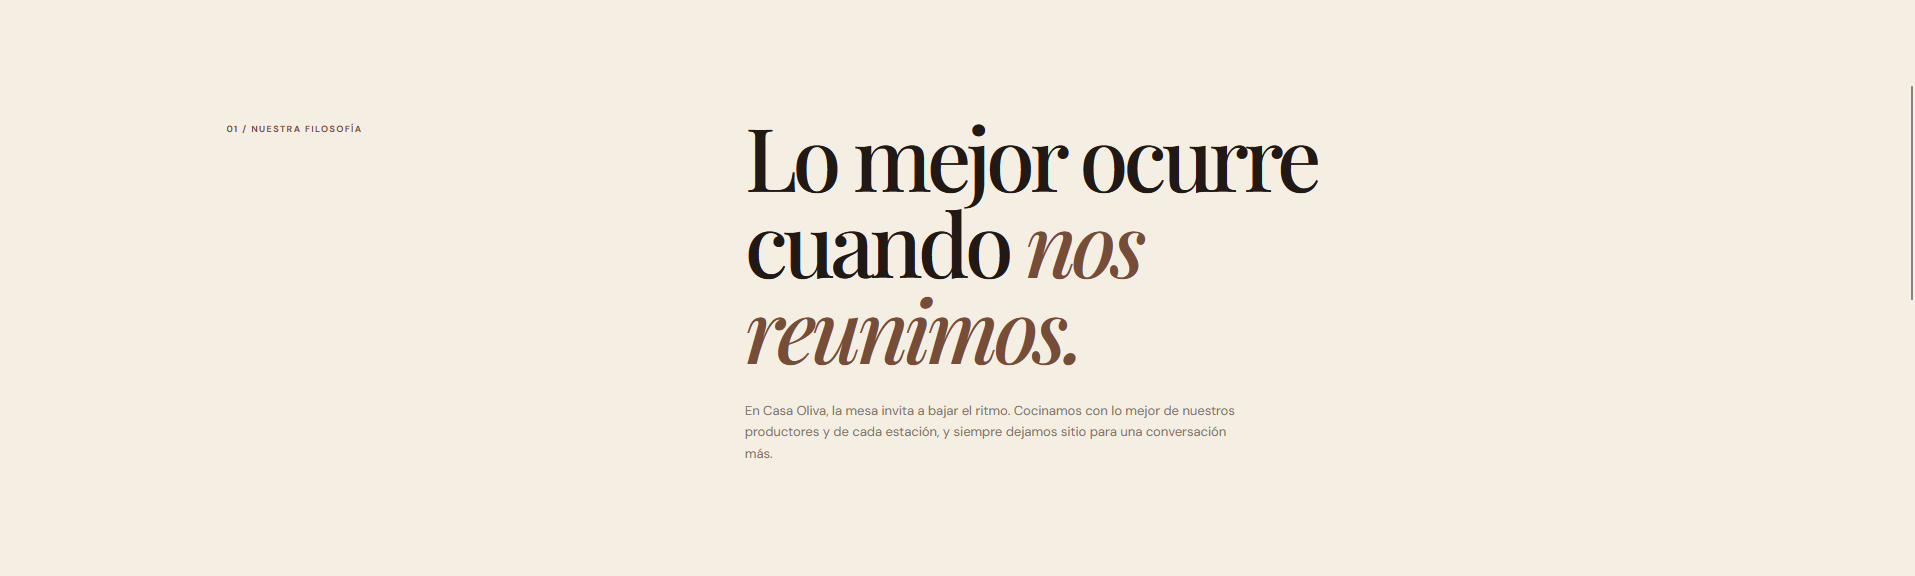 01 / NUESTRA FILOSOFÍA
Lo mejor ocurre
cuando nos
reunimos.
En Casa Oliva, la mesa invita a bajar el ritmo. Cocinamos con lo mejor de nuestros
productores y de cada estación, y siempre dejamos sitio para una conversación
más.